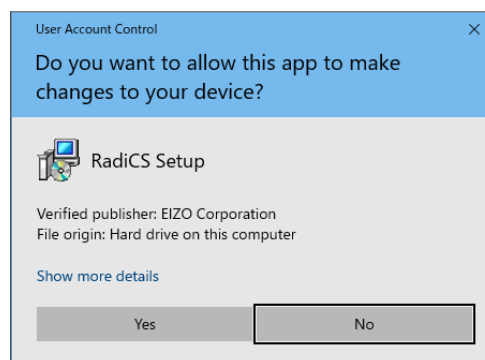 User Account Control
Do you want to allow this app to make
changes to your device?
RadiCS Setup
Verified publisher: EIZO Corporation
File origin: Hard drive on this computer
Show more details
Yes
No